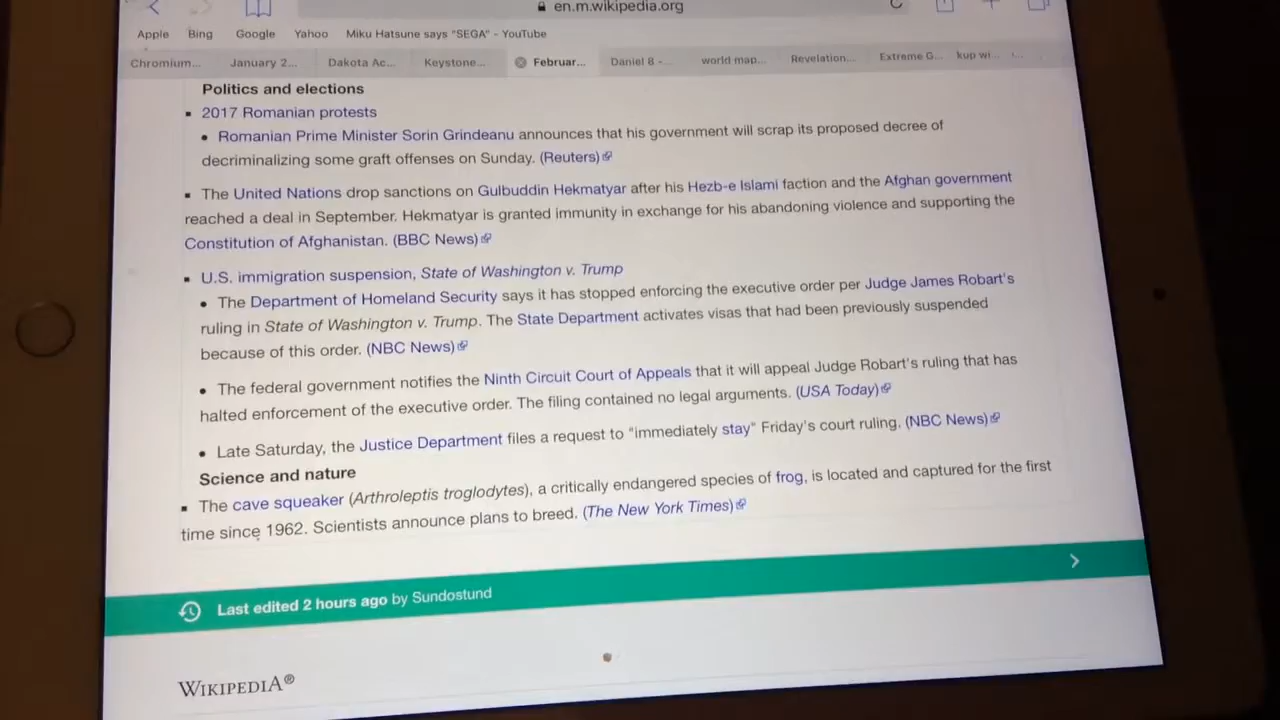 en.m.wikipedia.org
Apple Bing Google Yahoo Miku Hatsune says "SEGA" - YouTube
Chromium... January 2... Dakota Ac... Keystone... Februar... Daniel 8 -... world map... Revelation... Extreme G... kup wi...
Politics and elections
2017 Romanian protests
Romanian Prime Minister Sorin Grindeanu announces that his government will scrap its proposed decree of
decriminalizing some graft offenses on Sunday. (Reuters)
The United Nations drop sanctions on Gulbuddin Hekmatyar after his Hezb-e Islami faction and the Afghan government
reached a deal in September. Hekmatyar is granted immunity in exchange for his abandoning violence and supporting the
Constitution of Afghanistan. (BBC News)
U.S. immigration suspension, State of Washington v. Trump
The Department of Homeland Security says it has stopped enforcing the executive order per Judge James Robart's
ruling in State of Washington v. Trump. The State Department activates visas that had been previously suspended
because of this order. (NBC News)
The federal government notifies the Ninth Circuit Court of Appeals that it will appeal Judge Robart's ruling that has
halted enforcement of the executive order. The filing contained no legal arguments. (USA Today)
Late Saturday, the Justice Department files a request to "immediately stay" Friday's court ruling. (NBC News)
Science and nature
The cave squeaker (Arthroleptis troglodytes), a critically endangered species of frog, is located and captured for the first
time since 1962. Scientists announce plans to breed. (The New York Times)
Last edited 2 hours ago by Sundostund
WIKIPEDIA®